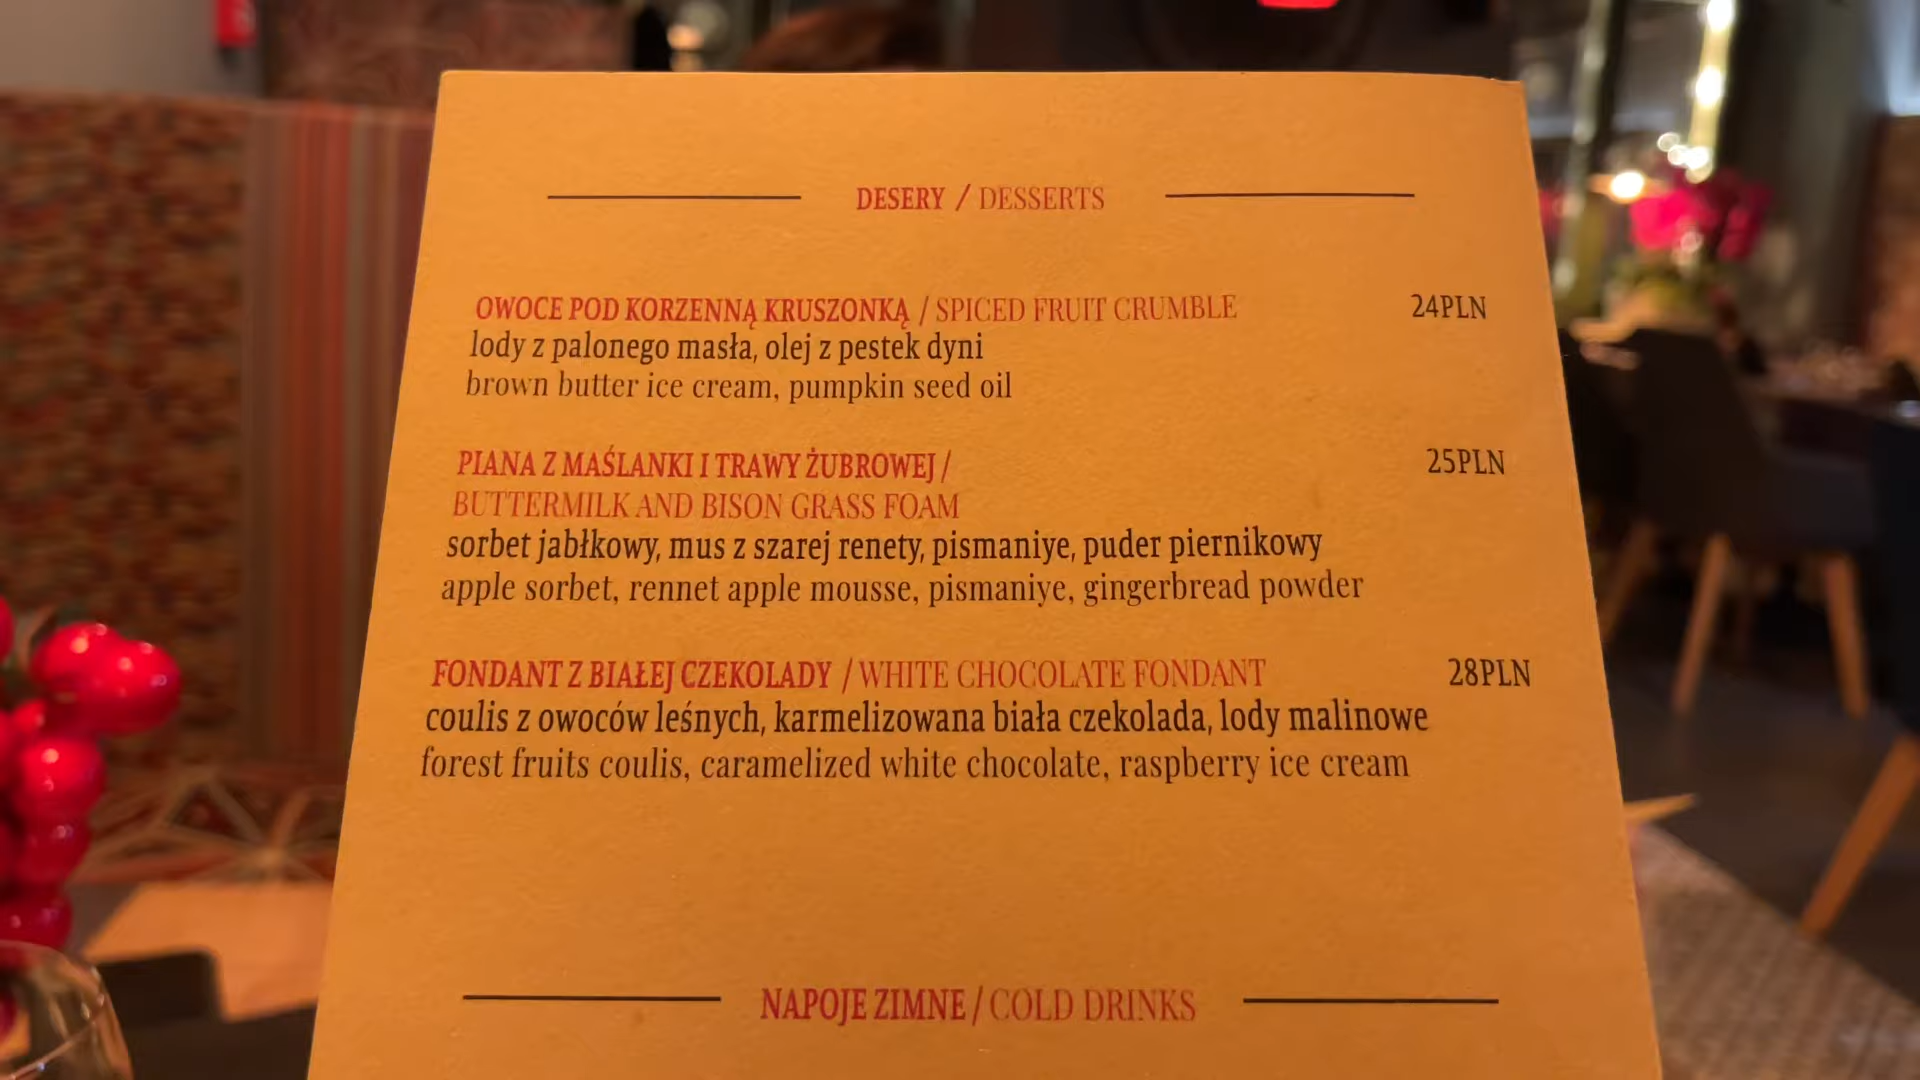 DESERY / DESSERTS
OWOCE POD KORZENNĄ KRUSZONKĄ / SPICED FRUIT CRUMBLE 24PLN
lody z palonego masła, olej z pestek dyni
brown butter ice cream, pumpkin seed oil
PIANA Z MAŚLANKI I TRAWY ŻUBROWEJ / 25PLN
BUTTERMILK AND BISON GRASS FOAM
sorbet jabłkowy, mus z szarej renety, pismaniye, puder piernikowy
apple sorbet, rennet apple mousse, pismaniye, gingerbread powder
FONDANT Z BIAŁEJ CZEKOLADY / WHITE CHOCOLATE FONDANT 28PLN
coulis z owoców leśnych, karmelizowana biała czekolada, lody malinowe
forest fruits coulis, caramelized white chocolate, raspberry ice cream
NAPOJE ZIMNE / COLD DRINKS